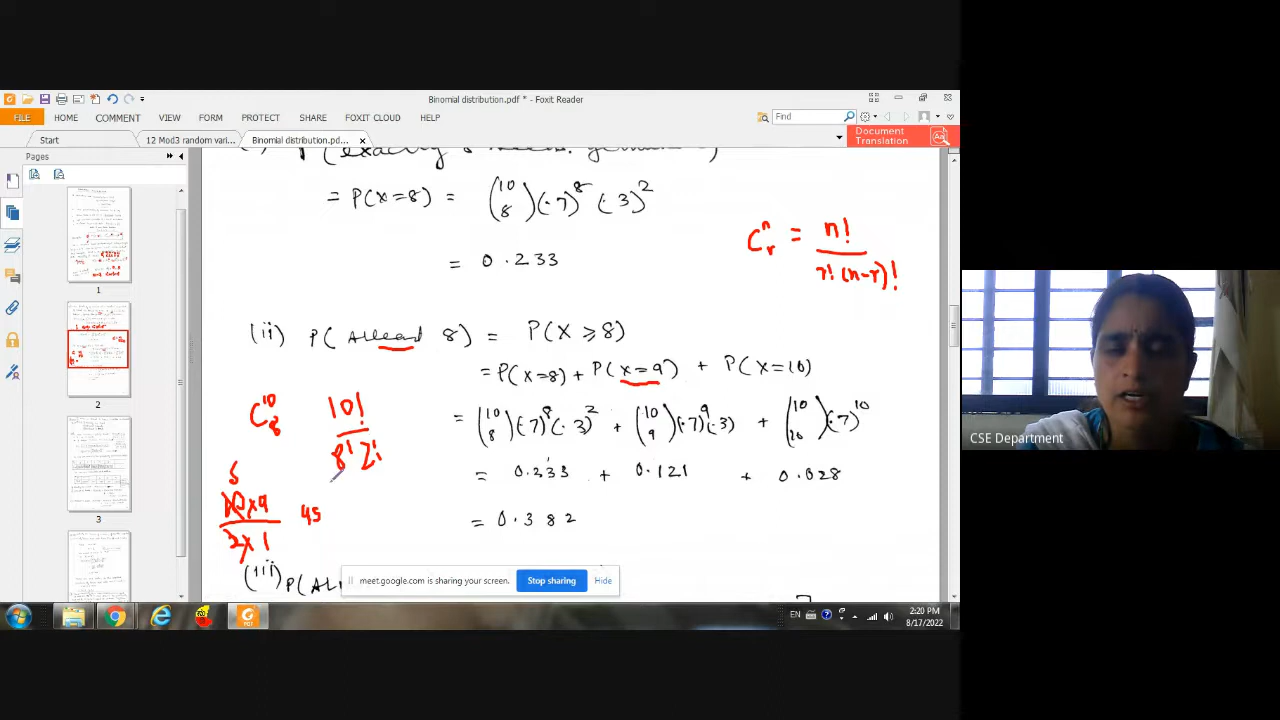 Binomial distribution.pdf * - Foxit Reader
FILE HOME COMMENT VIEW FORM PROTECT SHARE FOXIT CLOUD HELP
Find
Document Translation
Start 12 Mod3 random vari... Binomial distribution.pd...
Pages
1
2
3
P(exactly 8
= P(X=8) = (10 8)(.7)^8 (.3)^2
= 0.233
C^n_r = n! / r!(n-r)!
(ii) P(Atleast 8) = P(X ≥ 8)
= P(X=8) + P(X=9) + P(X=10)
= (10 8)(.7)^8(.3)^2 + (10 9)(.7)^9(.3) + (10 10)(.7)^10
= 0.233 + 0.121 + 0.028
= 0.382
C^10_8 10! / 8! 2!
5
10x9 / 2x1 45
(iii) P(All
meet.google.com is sharing your screen. Stop sharing Hide
EN 2:20 PM
8/17/2022
CSE Department